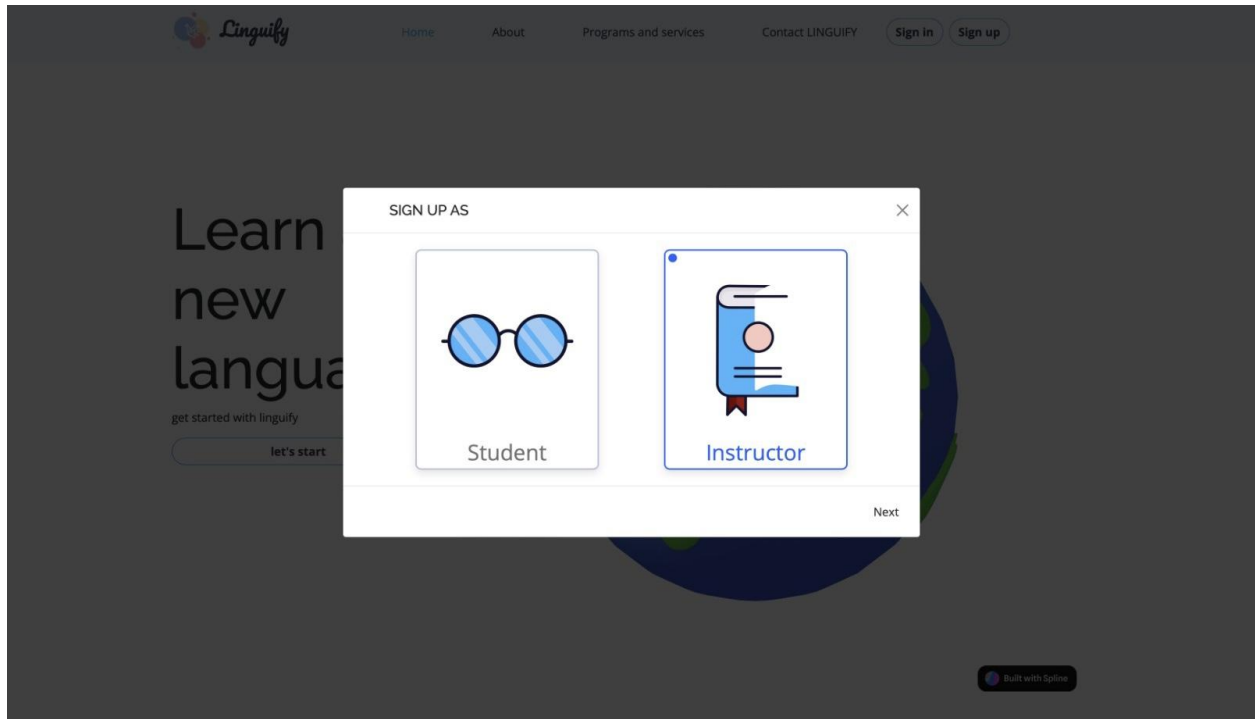 Linguify
Home About Programs and services Contact LINGUIFY Sign in Sign up
SIGN UP AS
Learn
new
langua
get started with linguify
let's start
Student Instructor
Next
Built with Spline